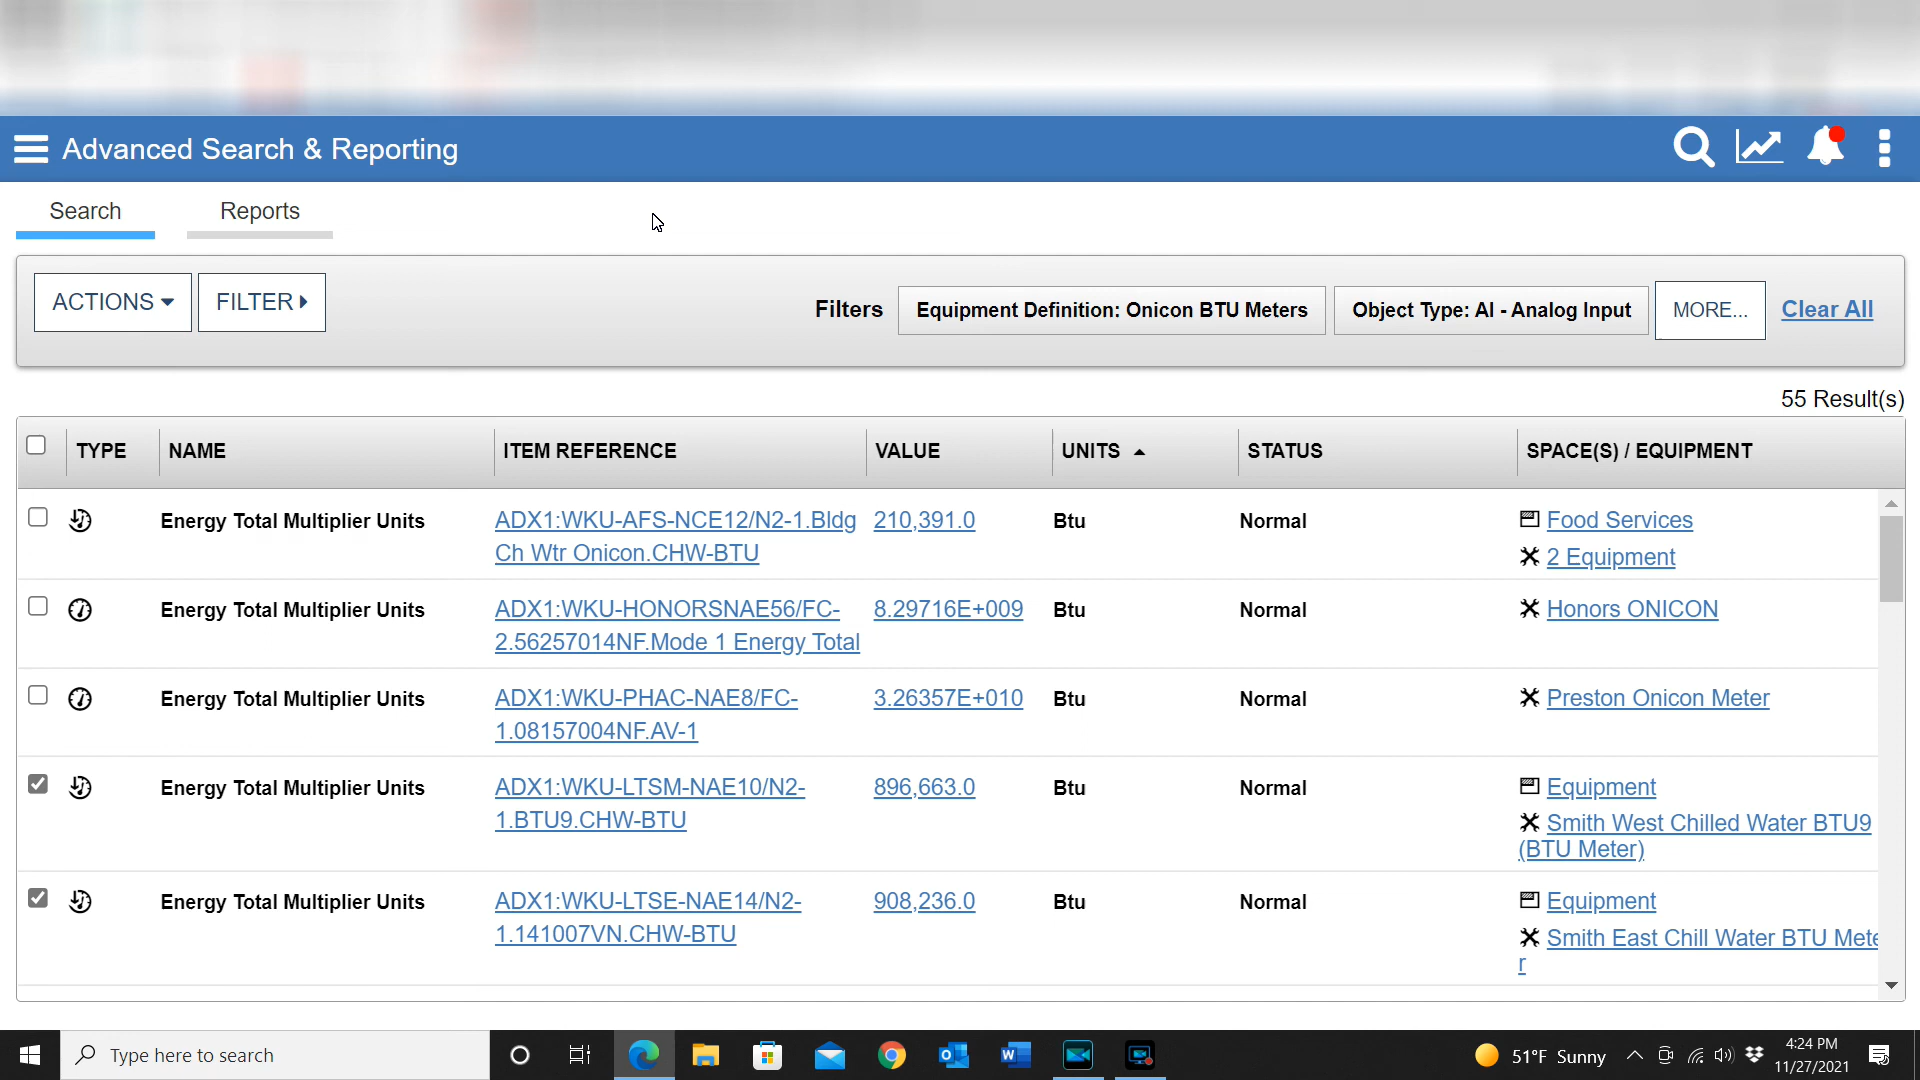 Advanced Search & Reporting
Search
Reports
ACTIONS
FILTER
Filters
Equipment Definition: Onicon BTU Meters
Object Type: AI - Analog Input
MORE...
Clear All
55 Result(s)
TYPE
NAME
ITEM REFERENCE
VALUE
UNITS
STATUS
SPACE(S) / EQUIPMENT
Energy Total Multiplier Units
ADX1:WKU-AFS-NCE12/N2-1.Bldg
Ch Wtr Onicon.CHW-BTU
210,391.0
Btu
Normal
Food Services
2 Equipment
Energy Total Multiplier Units
ADX1:WKU-HONORSNAE56/FC-
2.56257014NF.Mode 1 Energy Total
8.29716E+009
Btu
Normal
Honors ONICON
Energy Total Multiplier Units
ADX1:WKU-PHAC-NAE8/FC-
1.08157004NF.AV-1
3.26357E+010
Btu
Normal
Preston Onicon Meter
Energy Total Multiplier Units
ADX1:WKU-LTSM-NAE10/N2-
1.BTU9.CHW-BTU
896,663.0
Btu
Normal
Equipment
Smith West Chilled Water BTU9
(BTU Meter)
Energy Total Multiplier Units
ADX1:WKU-LTSE-NAE14/N2-
1.141007VN.CHW-BTU
908,236.0
Btu
Normal
Equipment
Smith East Chill Water BTU Mete
r
Type here to search
51°F Sunny
4:24 PM
11/27/2021